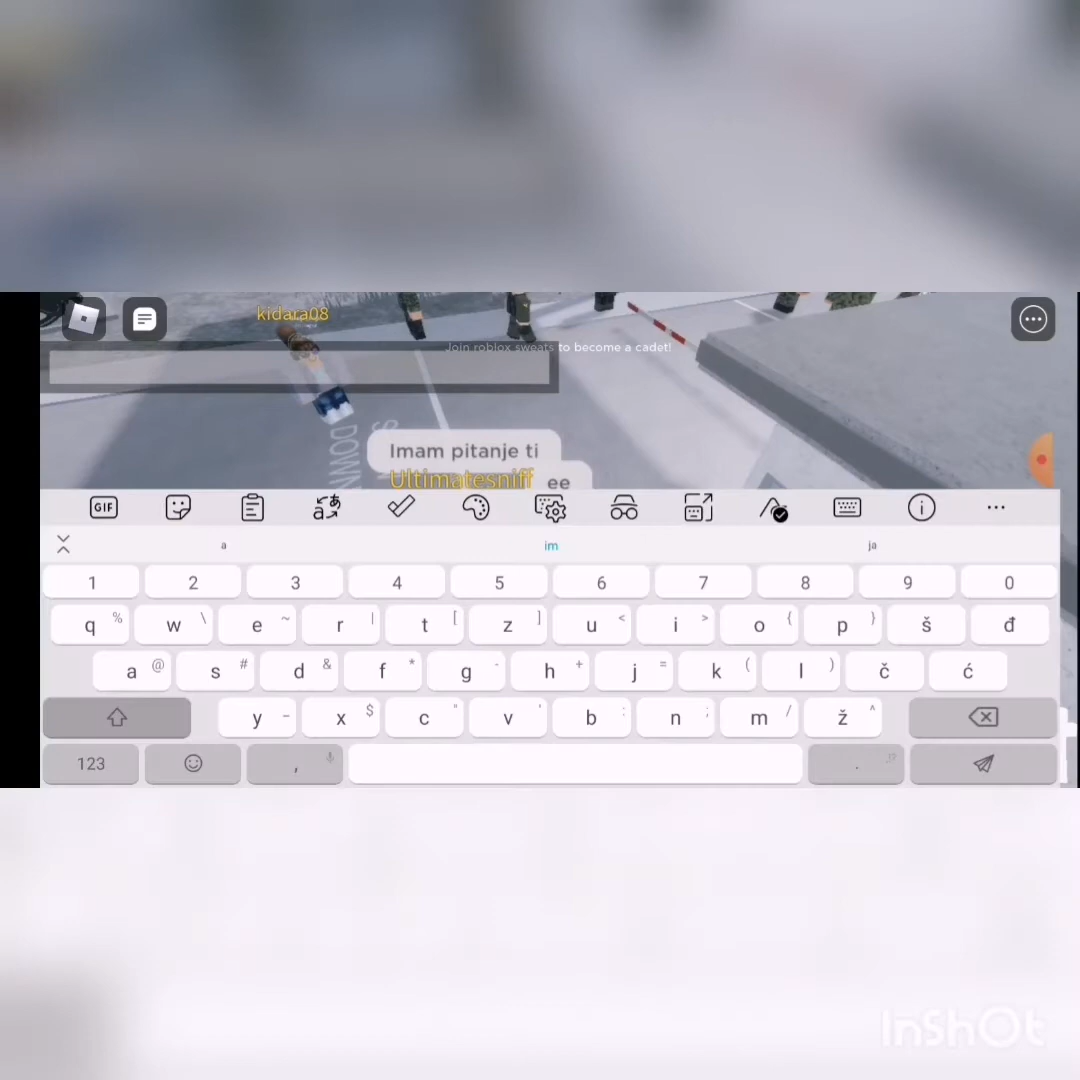 kidara08
Join roblox sweats to become a cadet!
DOWN
Imam pitanje ti
Ultimatesniff
ee
GIF
a im ja
1 2 3 4 5 6 7 8 9 0
q % w \ e ~ r | t [ z ] u < i > o { p } š đ
a @ s # d & f * g - h + j = k ( l ) č ć
y _ x $ c " v ' b : n ; m / ž ^
123 , . !?
InShOt